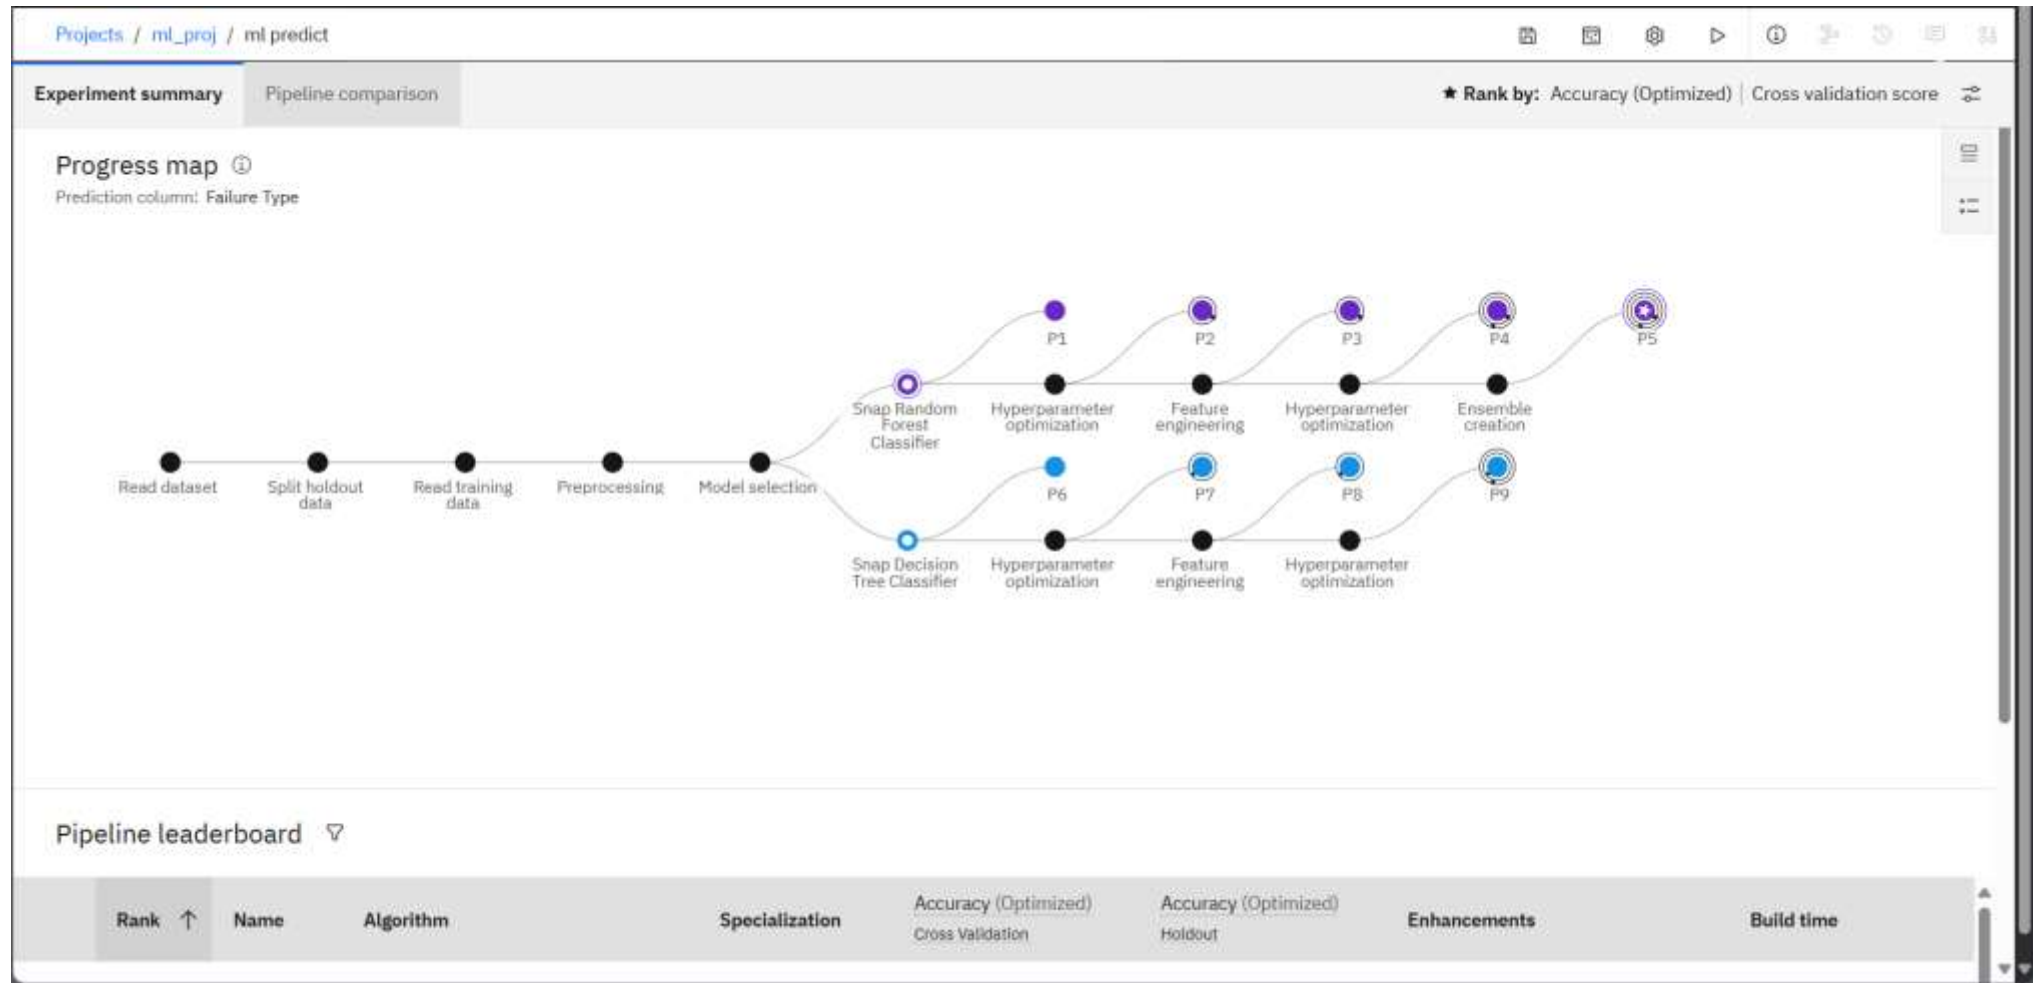 Projects / ml_proj / ml predict
Experiment summary
Pipeline comparison
★ Rank by: Accuracy (Optimized) | Cross validation score
Progress map
Prediction column: Failure Type
P1
P2
P3
P4
P5
Snap Random
Forest
Classifier
Hyperparameter
optimization
Feature
engineering
Hyperparameter
optimization
Ensemble
creation
Read dataset
Split holdout
data
Read training
data
Preprocessing
Model selection
P6
P7
P8
P9
Snap Decision
Tree Classifier
Hyperparameter
optimization
Feature
engineering
Hyperparameter
optimization
Pipeline leaderboard
Rank ↑
Name
Algorithm
Specialization
Accuracy (Optimized)
Cross Validation
Accuracy (Optimized)
Holdout
Enhancements
Build time